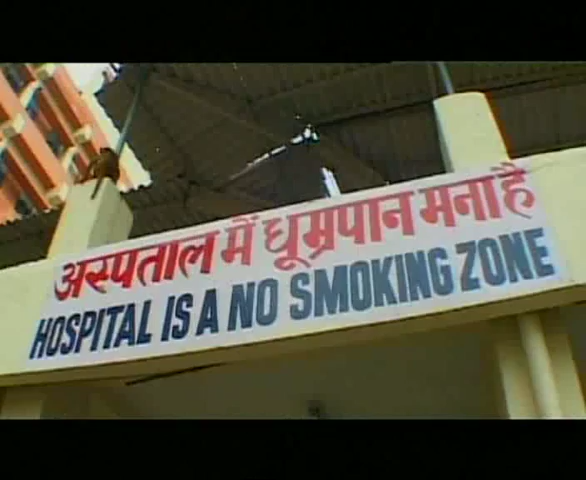 अस्पताल में धूम्रपान मना है
HOSPITAL IS A NO SMOKING ZONE